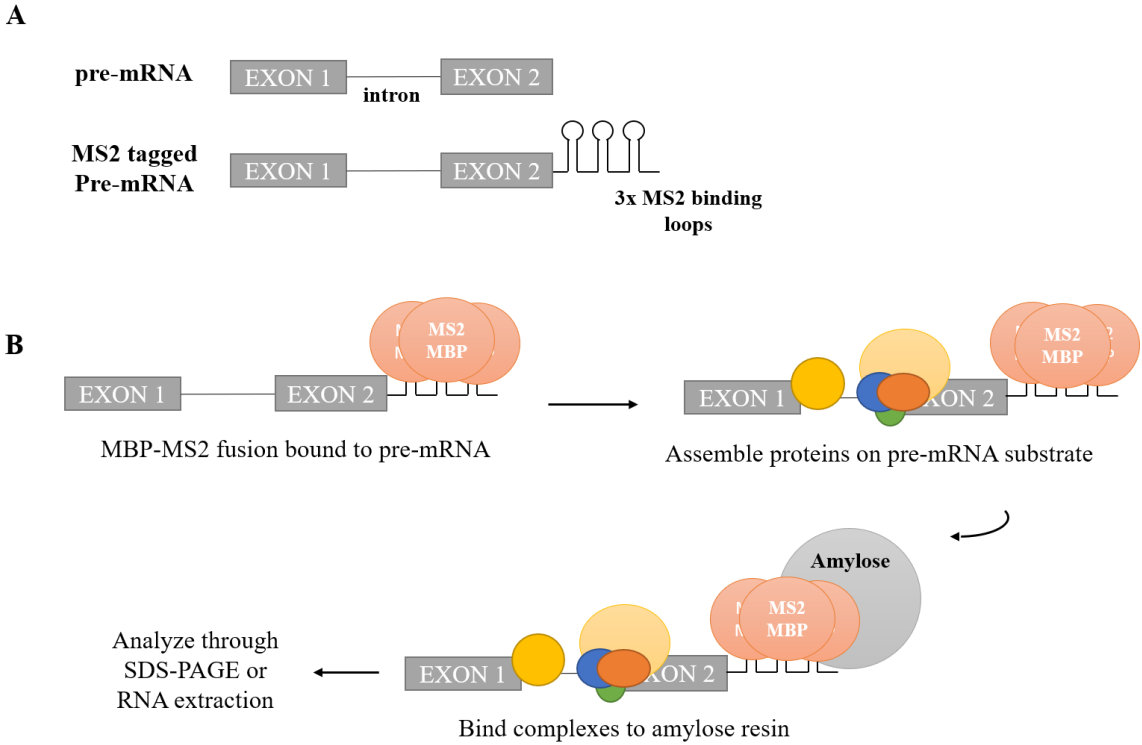 A
pre-mRNA
EXON 1
EXON 2
intron
MS2 tagged
Pre-mRNA
EXON 1
EXON 2
3x MS2 binding
loops
B
MS2
MBP
EXON 1
EXON 2
MBP-MS2 fusion bound to pre-mRNA
MS2
MBP
EXON 1
XON 2
Assemble proteins on pre-mRNA substrate
Amylose
MS2
MBP
EXON 1
XON 2
Bind complexes to amylose resin
Analyze through
SDS-PAGE or
RNA extraction